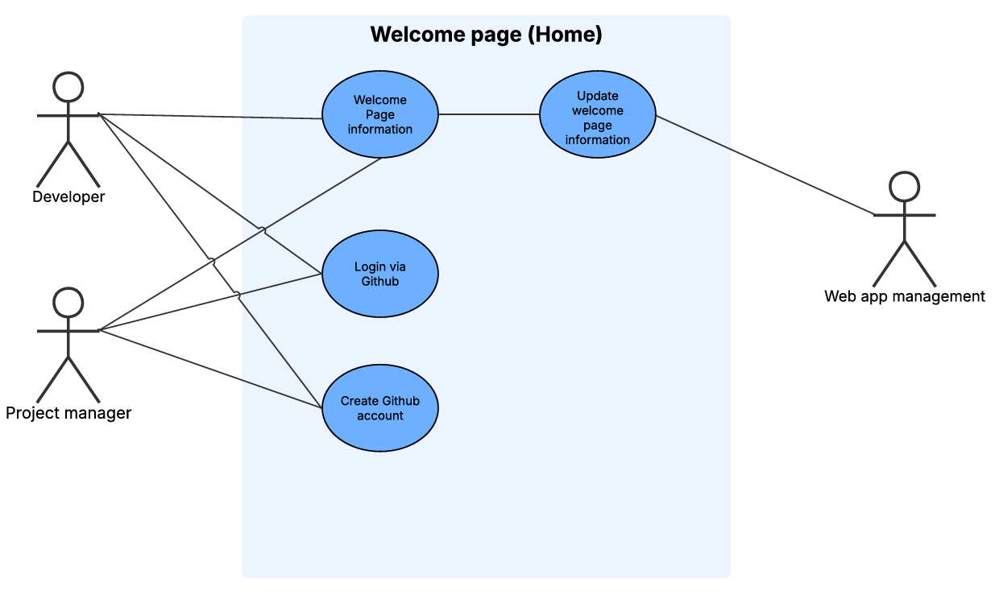 Welcome page (Home)
Welcome
Page
information
Update
welcome
page
information
Developer
Login via
Github
Web app management
Create Github
account
Project manager